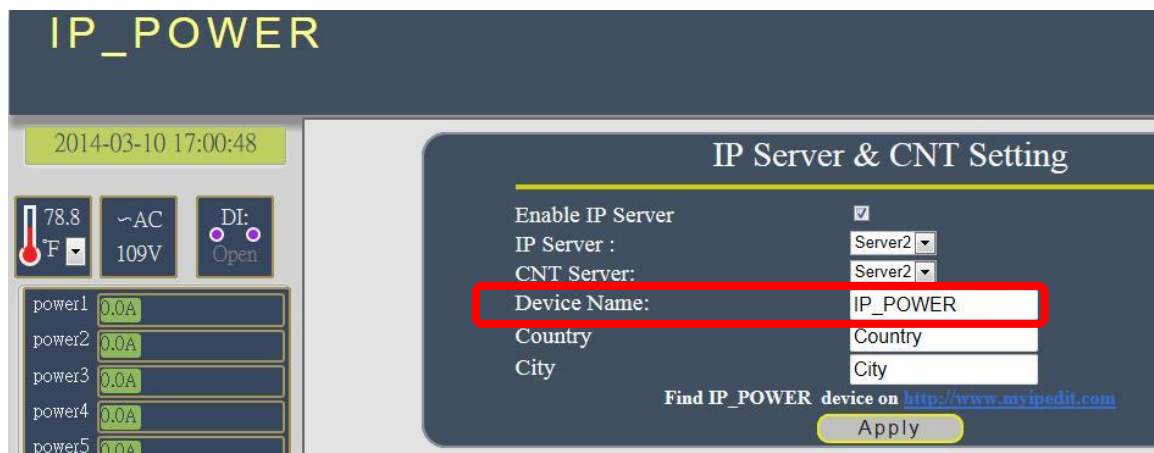 IP_POWER
2014-03-10 17:00:48
78.8
°F
~AC
109V
DI:
Open
power1 0.0A
power2 0.0A
power3 0.0A
power4 0.0A
power5 0.0A
IP Server & CNT Setting
Enable IP Server
IP Server : Server2
CNT Server: Server2
Device Name: IP_POWER
Country Country
City City
Find IP_POWER device on http://www.myipedit.com
Apply